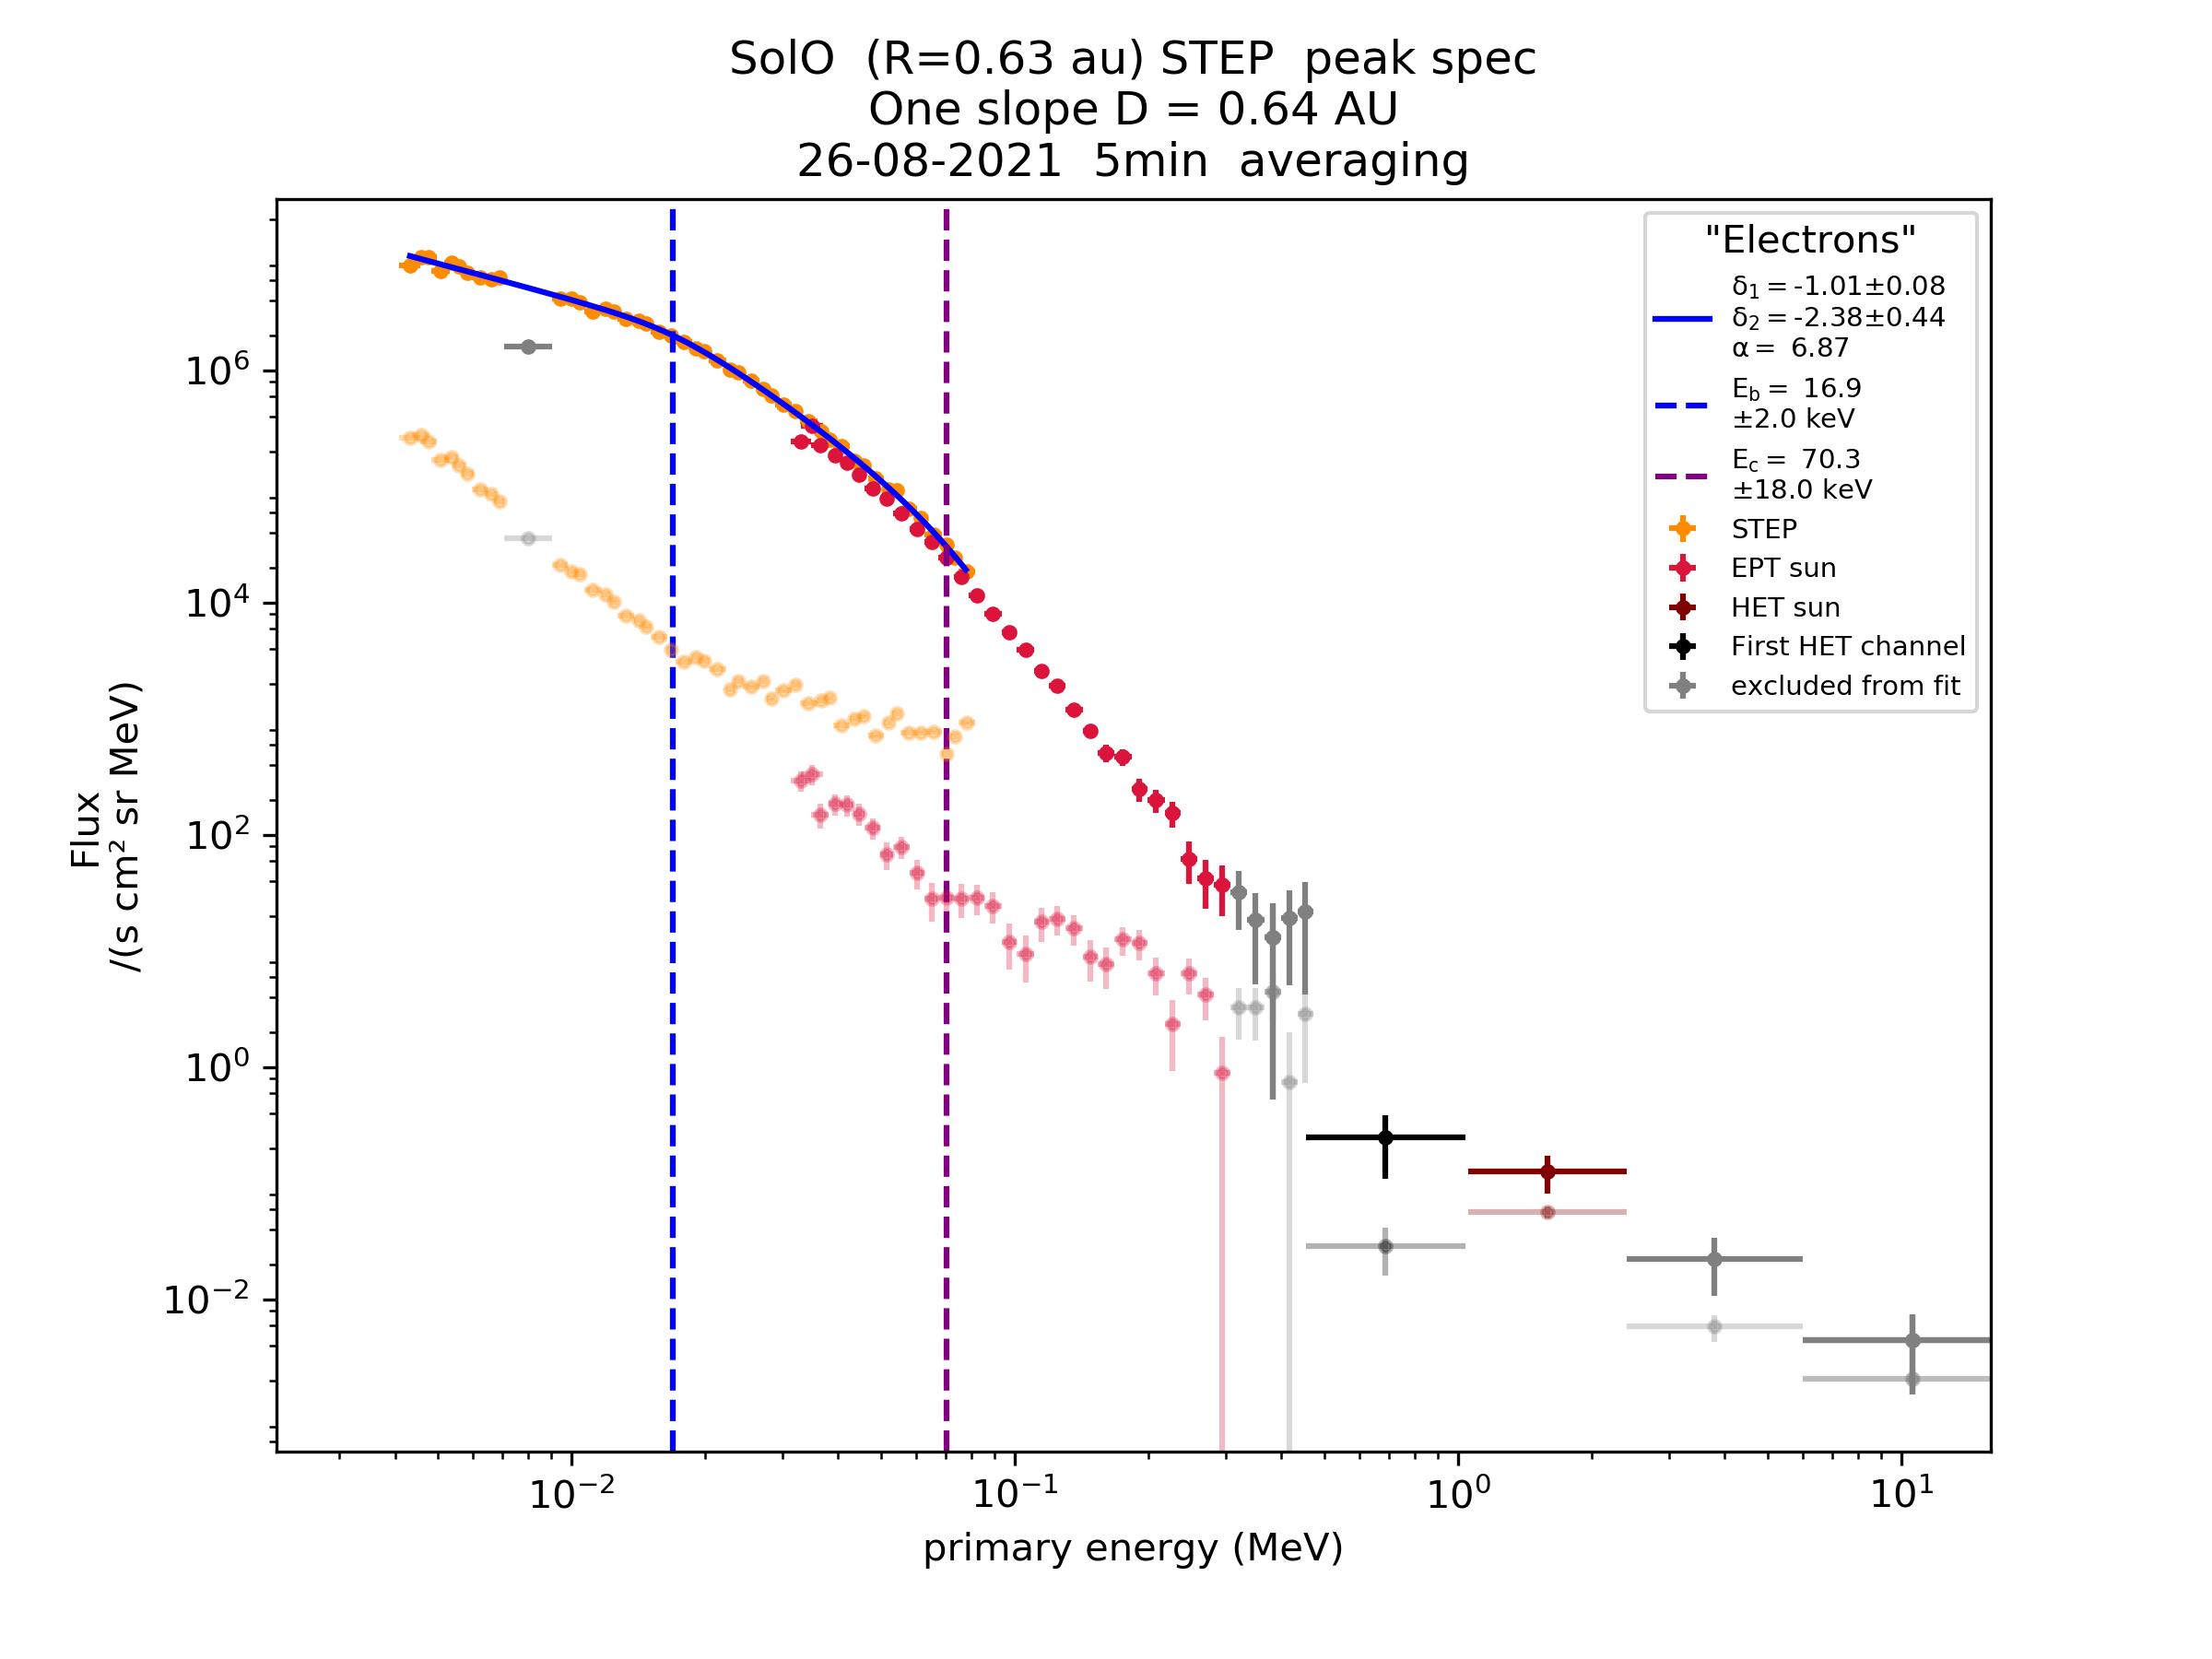 SolO (R=0.63 au) STEP peak spec
One slope D = 0.64 AU
26-08-2021 5min averaging
"Electrons"
δ₁ = -1.01±0.08
δ₂ = -2.38±0.44
α = 6.87
E_b = 16.9
±2.0 keV
E_c = 70.3
±18.0 keV
STEP
EPT sun
HET sun
First HET channel
excluded from fit
Flux
/(s cm² sr MeV)
10⁶
10⁴
10²
10⁰
10⁻²
10⁻² 10⁻¹ 10⁰ 10¹
primary energy (MeV)